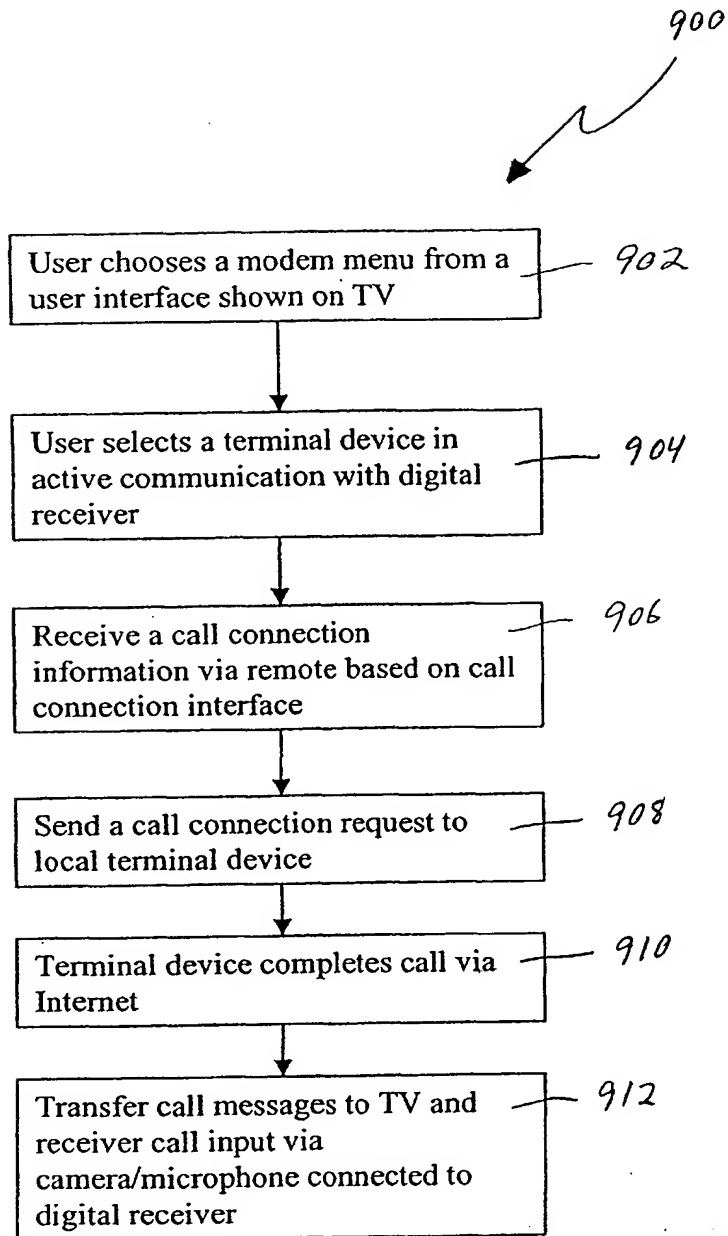 900
User chooses a modem menu from a
user interface shown on TV
902
User selects a terminal device in
active communication with digital
receiver
904
Receive a call connection
information via remote based on call
connection interface
906
Send a call connection request to
local terminal device
908
Terminal device completes call via
Internet
910
Transfer call messages to TV and
receiver call input via
camera/microphone connected to
digital receiver
912